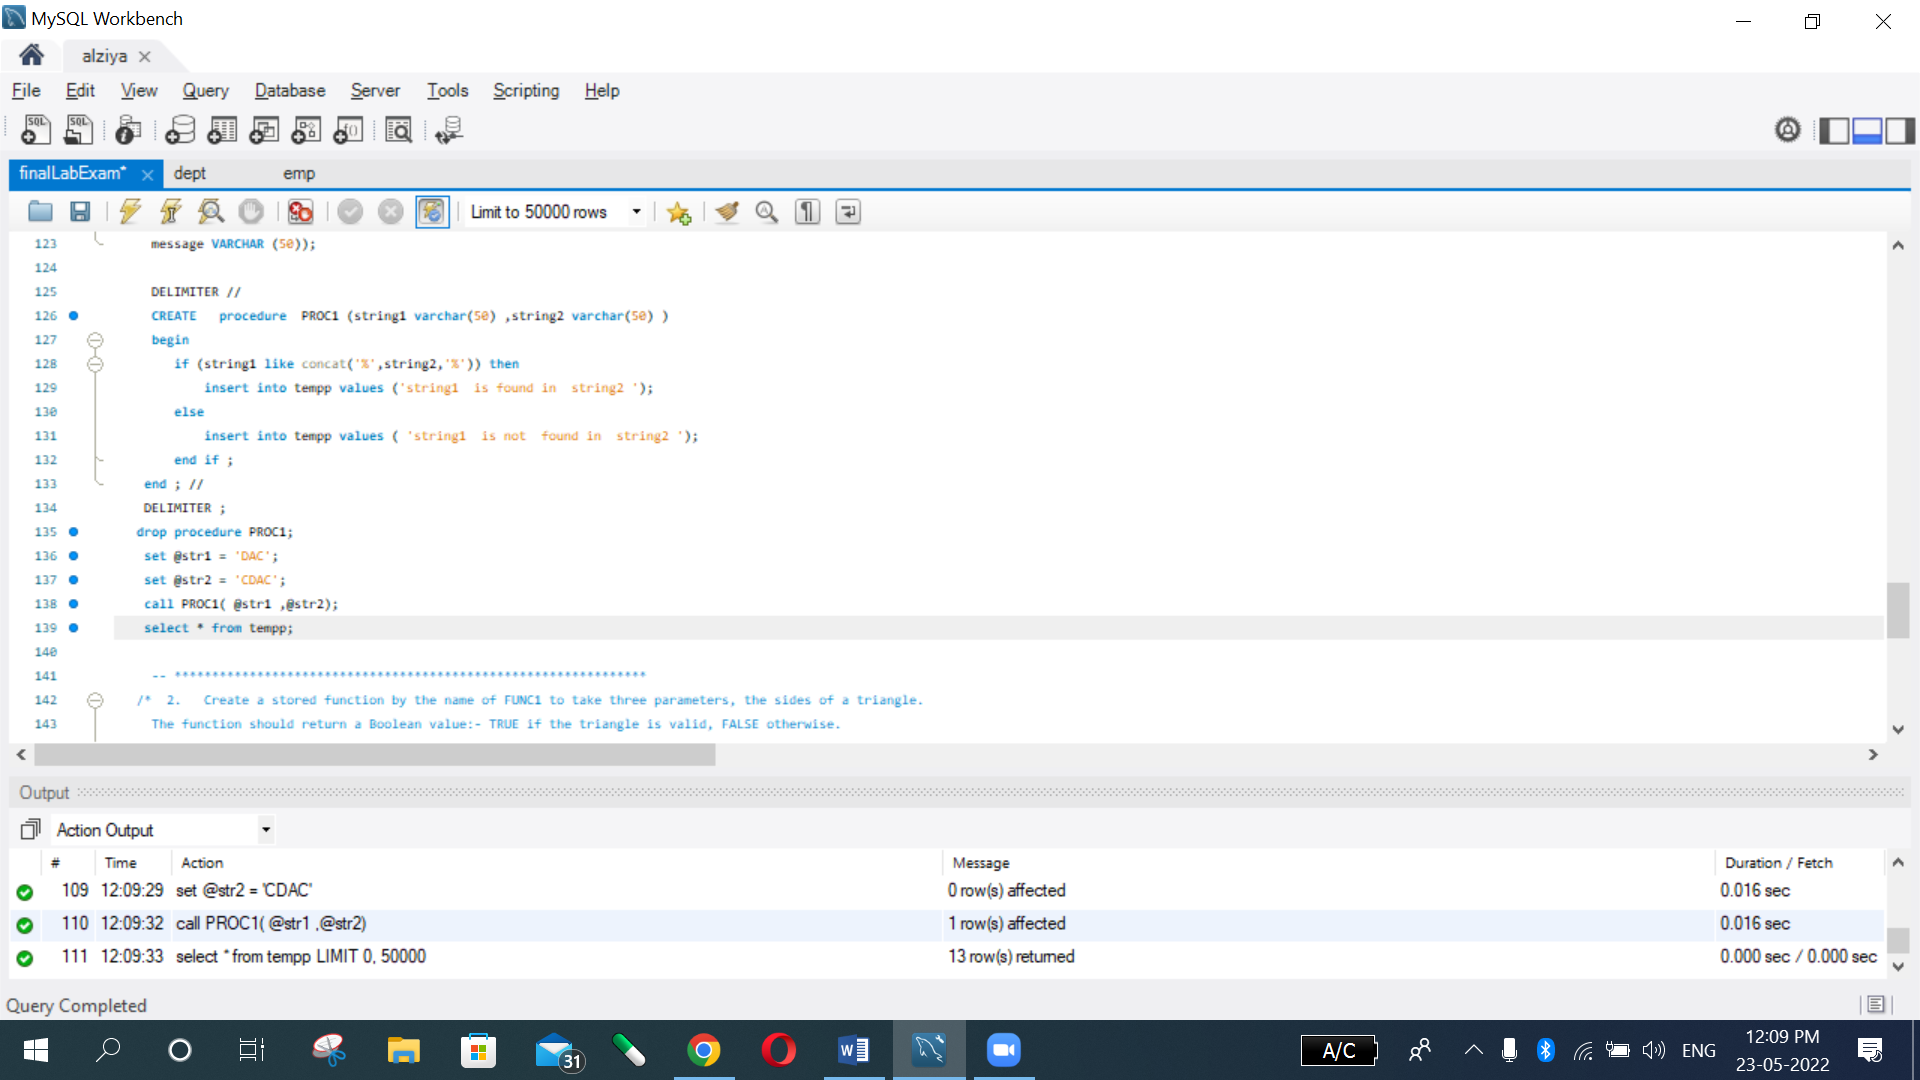 MySQL Workbench
alziya
File Edit View Query Database Server Tools Scripting Help
finalLabExam* dept emp
Limit to 50000 rows
123 message VARCHAR (50));
124
125 DELIMITER //
126 CREATE procedure PROC1 (string1 varchar(50) ,string2 varchar(50) )
127 begin
128 if (string1 like concat('%',string2,'%')) then
129 insert into tempp values ('string1 is found in string2 ');
130 else
131 insert into tempp values ( 'string1 is not found in string2 ');
132 end if ;
133 end ; //
134 DELIMITER ;
135 drop procedure PROC1;
136 set @str1 = 'DAC';
137 set @str2 = 'CDAC';
138 call PROC1( @str1 ,@str2);
139 select * from tempp;
140
141 -- ***************************************************************
142 /* 2. Create a stored function by the name of FUNC1 to take three parameters, the sides of a triangle.
143 The function should return a Boolean value:- TRUE if the triangle is valid, FALSE otherwise.
Output
Action Output
# Time Action Message Duration / Fetch
109 12:09:29 set @str2 = 'CDAC' 0 row(s) affected 0.016 sec
110 12:09:32 call PROC1( @str1 ,@str2) 1 row(s) affected 0.016 sec
111 12:09:33 select * from tempp LIMIT 0, 50000 13 row(s) returned 0.000 sec / 0.000 sec
Query Completed
31
A/C
ENG
12:09 PM
23-05-2022